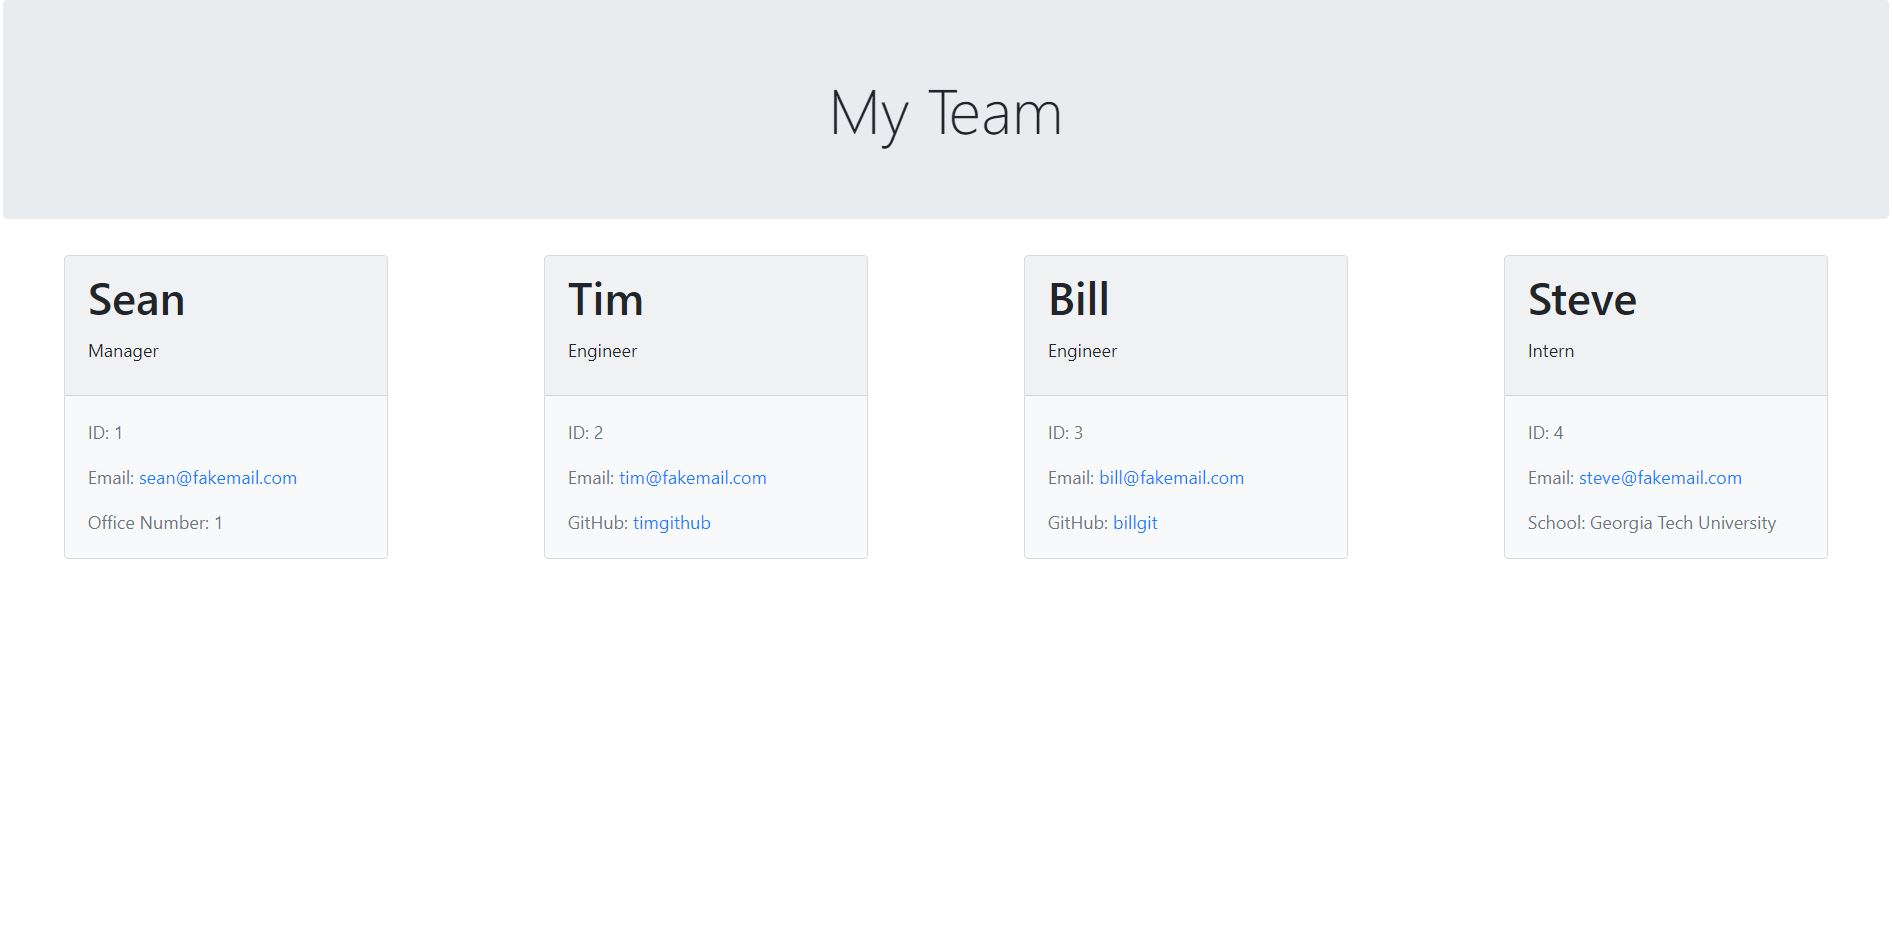 My Team
Sean
Manager
ID: 1
Email: sean@fakemail.com
Office Number: 1
Tim
Engineer
ID: 2
Email: tim@fakemail.com
GitHub: timgithub
Bill
Engineer
ID: 3
Email: bill@fakemail.com
GitHub: billgit
Steve
Intern
ID: 4
Email: steve@fakemail.com
School: Georgia Tech University